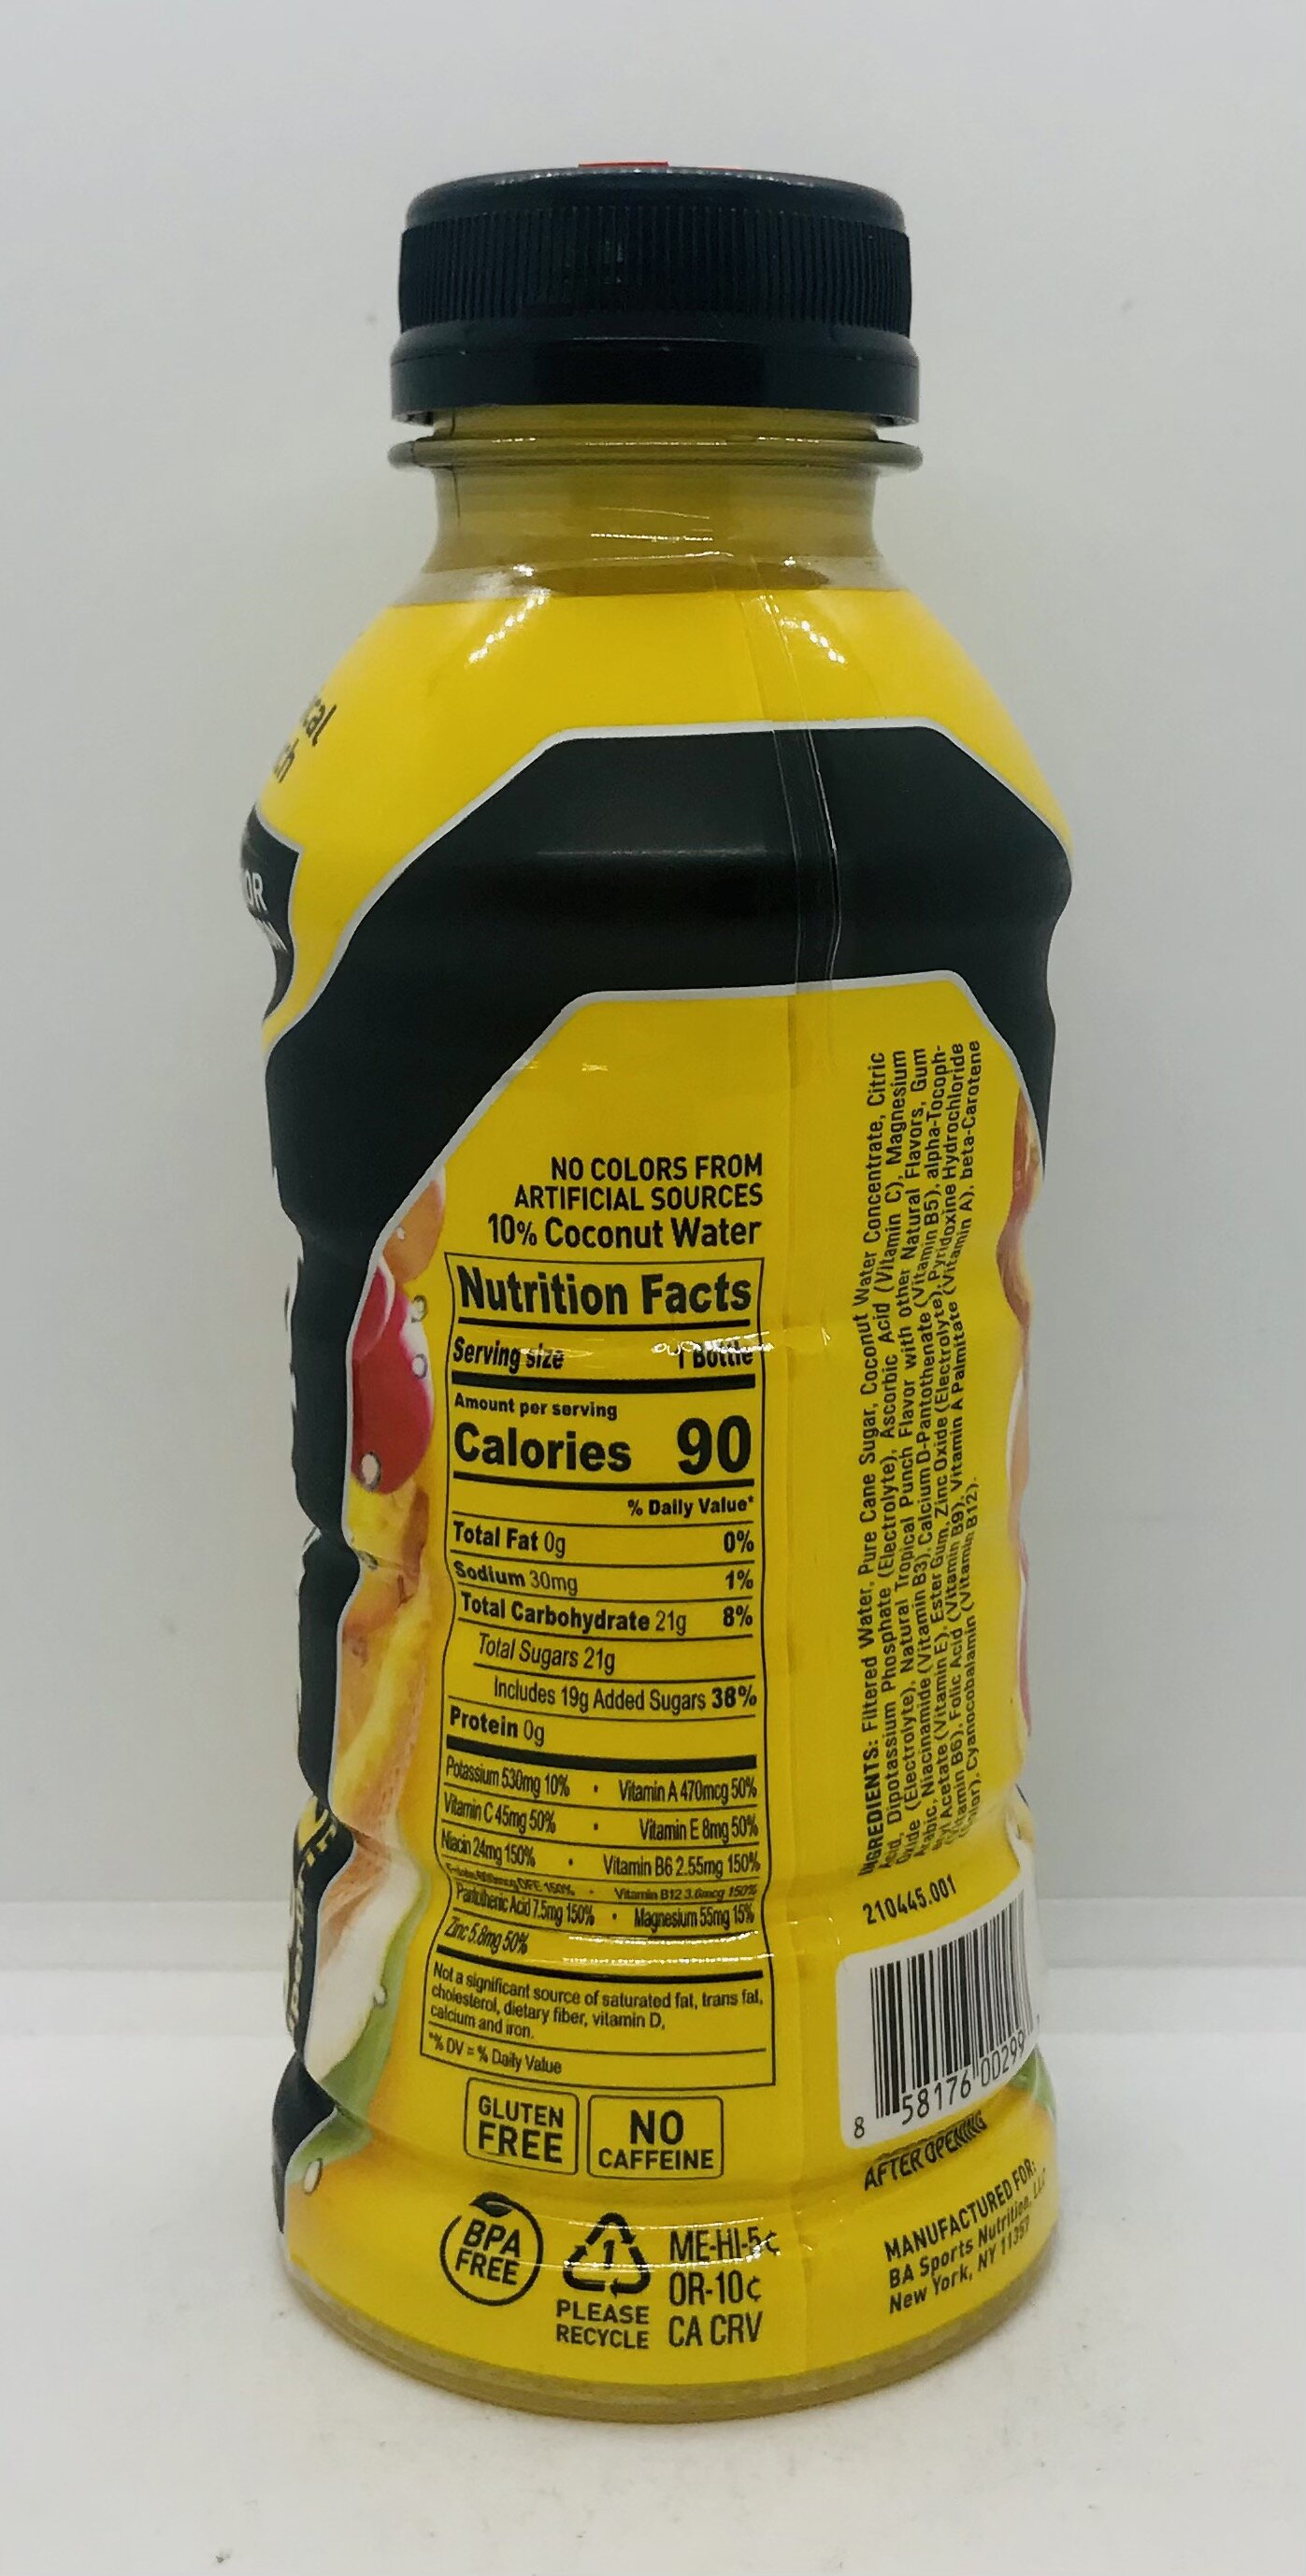 cal
ch
OR
NO COLORS FROM
ARTIFICIAL SOURCES
10% Coconut Water
Nutrition Facts
Serving size 1 Bottle
Amount per serving
Calories 90
% Daily Value*
Total Fat 0g 0%
Sodium 30mg 1%
Total Carbohydrate 21g 8%
Total Sugars 21g
Includes 19g Added Sugars 38%
Protein 0g
Potassium 530mg 10% • Vitamin A 470mcg 50%
Vitamin C 45mg 50% • Vitamin E 8mg 50%
Niacin 24mg 150% • Vitamin B6 2.55mg 150%
DFE 150% • Vitamin B12 3.6mcg 150%
Pantothenic Acid 7.5mg 150% • Magnesium 55mg 15%
Zinc 5.8mg 50%
Not a significant source of saturated fat, trans fat,
cholesterol, dietary fiber, vitamin D,
calcium and iron.
*% DV = % Daily Value
GLUTEN
FREE
NO
CAFFEINE
BPA
FREE
1
PLEASE
RECYCLE
ME-HI-5¢
OR-10¢
CA CRV
INGREDIENTS: Filtered Water, Pure Cane Sugar, Coconut Water Concentrate, Citric
Acid, Dipotassium Phosphate (Electrolyte), Ascorbic Acid (Vitamin C), Magnesium
Oxide (Electrolyte), Natural Tropical Punch Flavor with other Natural Flavors, Gum
Arabic, Niacinamide (Vitamin B3), Calcium D-Pantothenate (Vitamin B5), alpha-Tocoph-
eryl Acetate (Vitamin E), Ester Gum, Zinc Oxide (Electrolyte), Pyridoxine Hydrochloride
(Vitamin B6), Folic Acid (Vitamin B9), Vitamin A Palmitate (Vitamin A), beta-Carotene
(Color), Cyanocobalamin (Vitamin B12).
210445.001
8 58176 00299
AFTER OPENING
MANUFACTURED FOR:
BA Sports Nutrition, LLC
New York, NY 11357